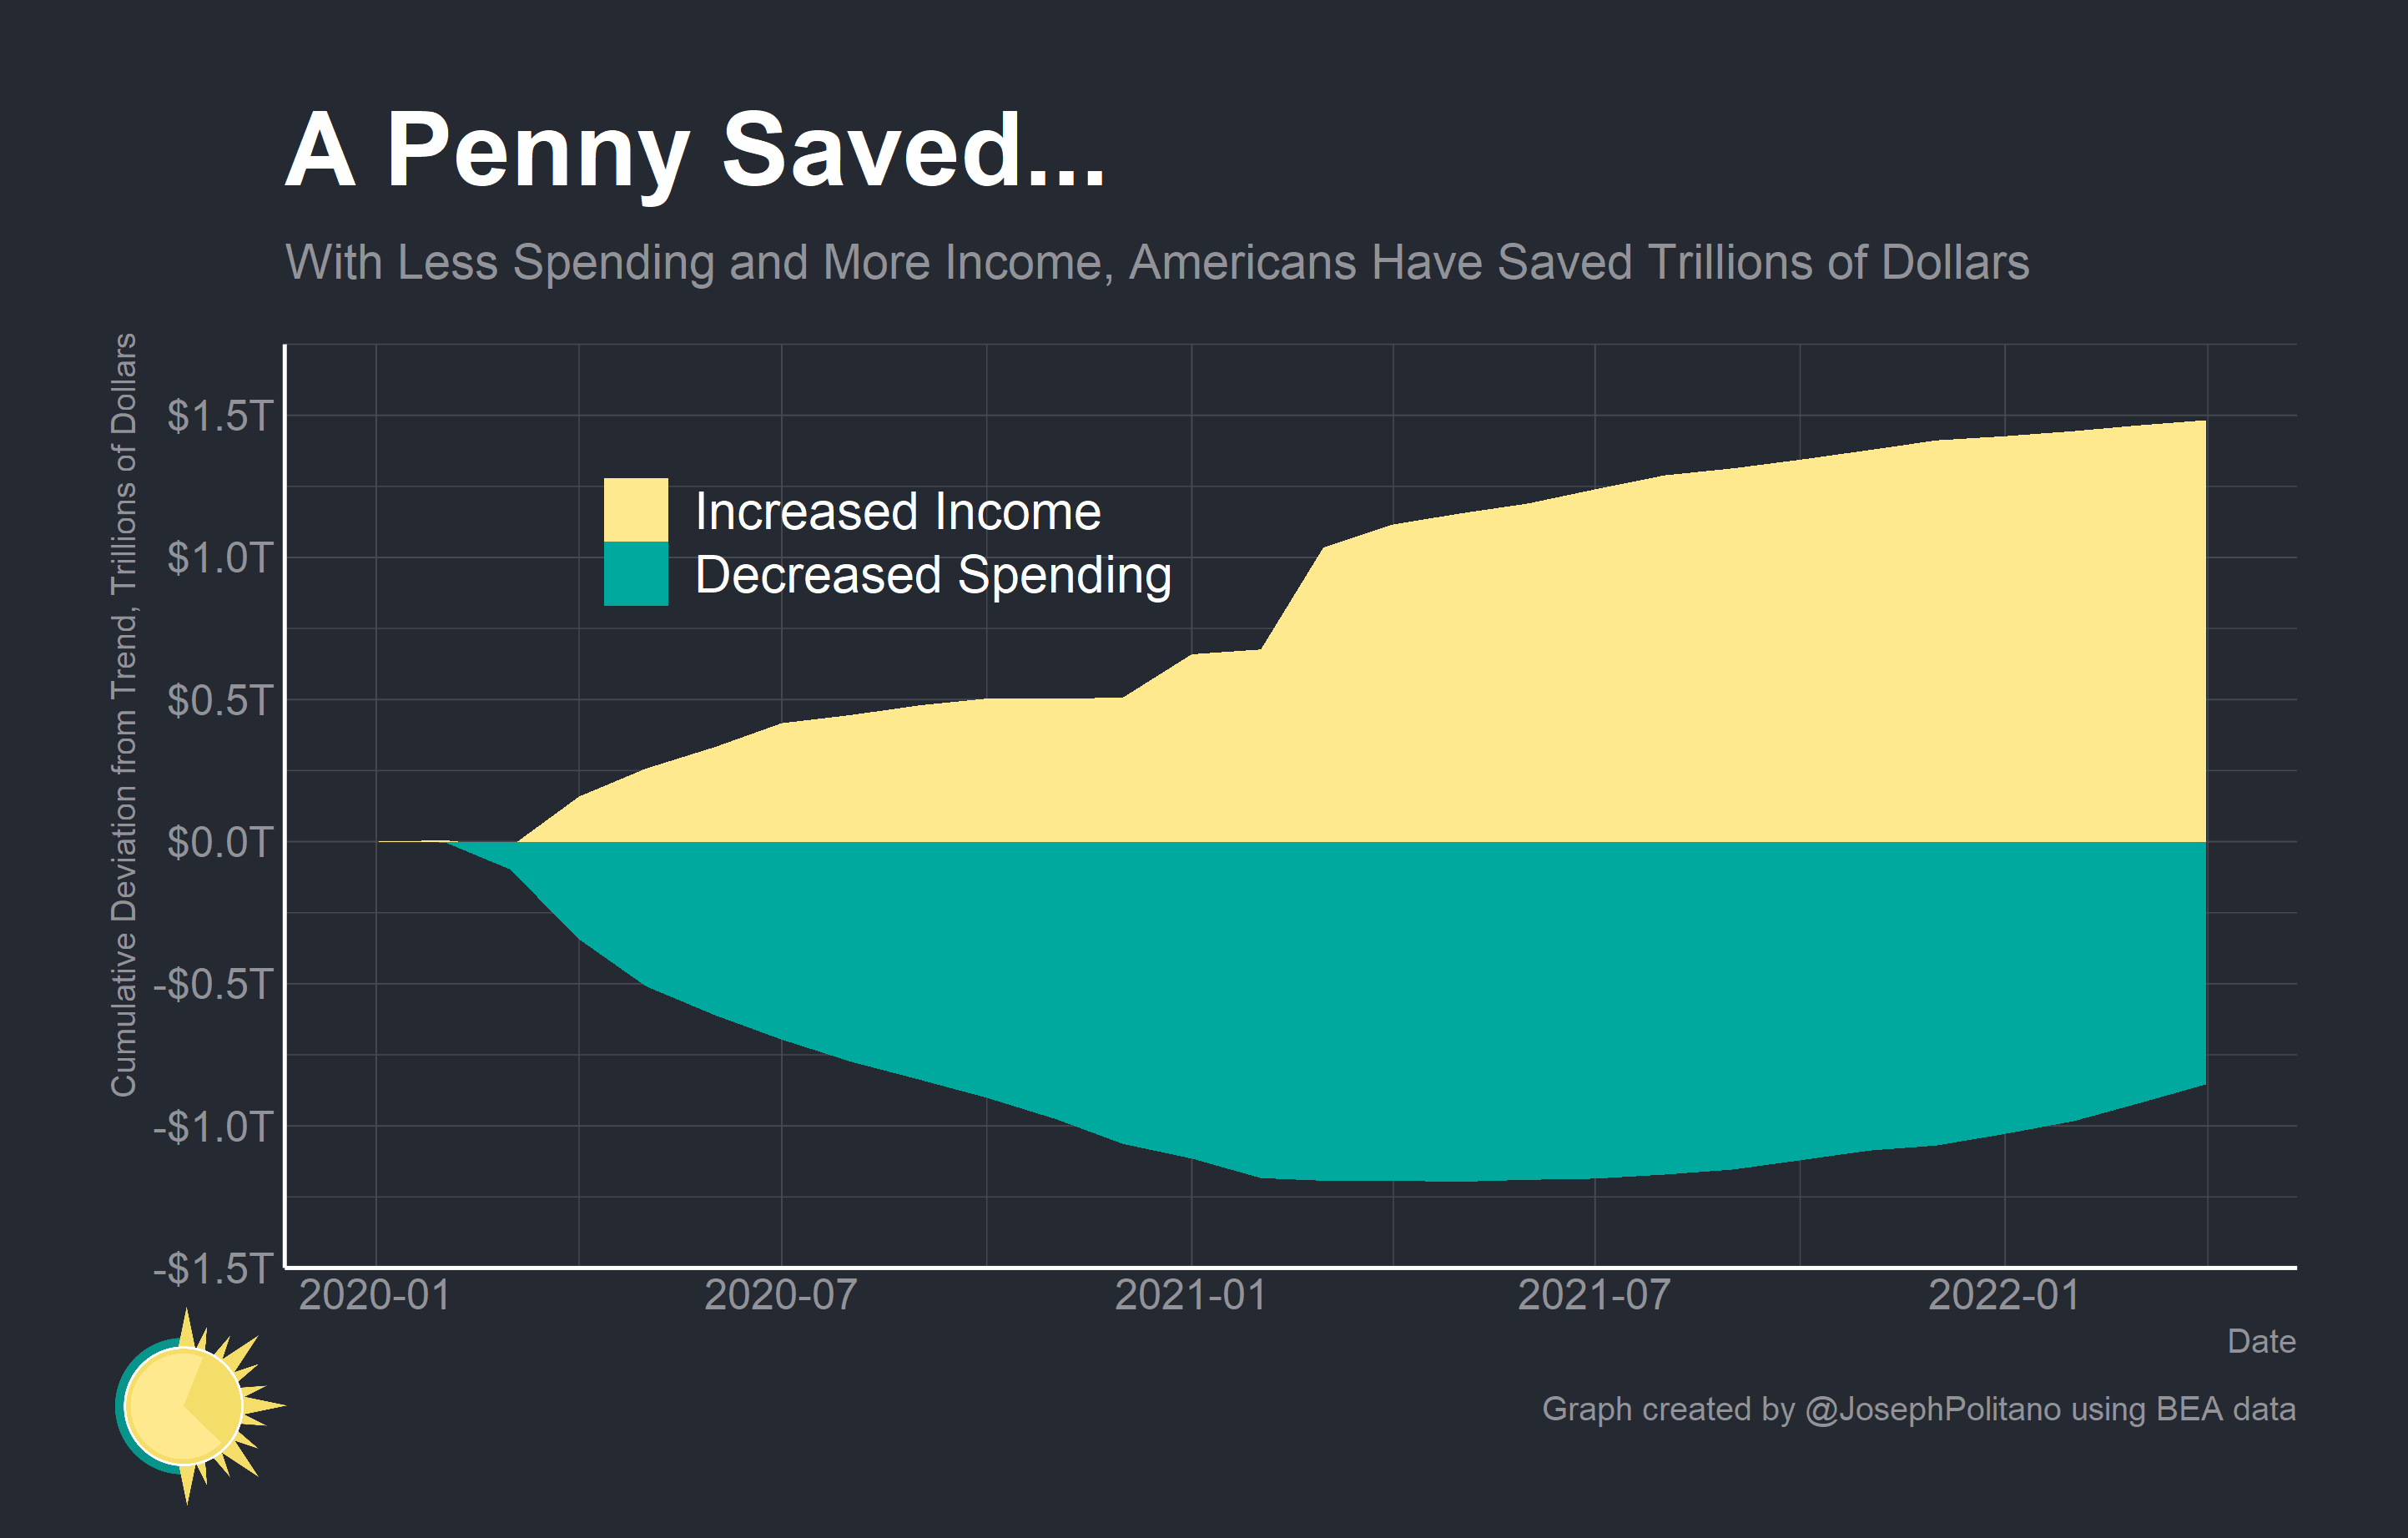 A Penny Saved...
With Less Spending and More Income, Americans Have Saved Trillions of Dollars
Cumulative Deviation from Trend, Trillions of Dollars
$1.5T
$1.0T
$0.5T
$0.0T
-$0.5T
-$1.0T
-$1.5T
Increased Income
Decreased Spending
2020-01
2020-07
2021-01
2021-07
2022-01
Date
Graph created by @JosephPolitano using BEA data